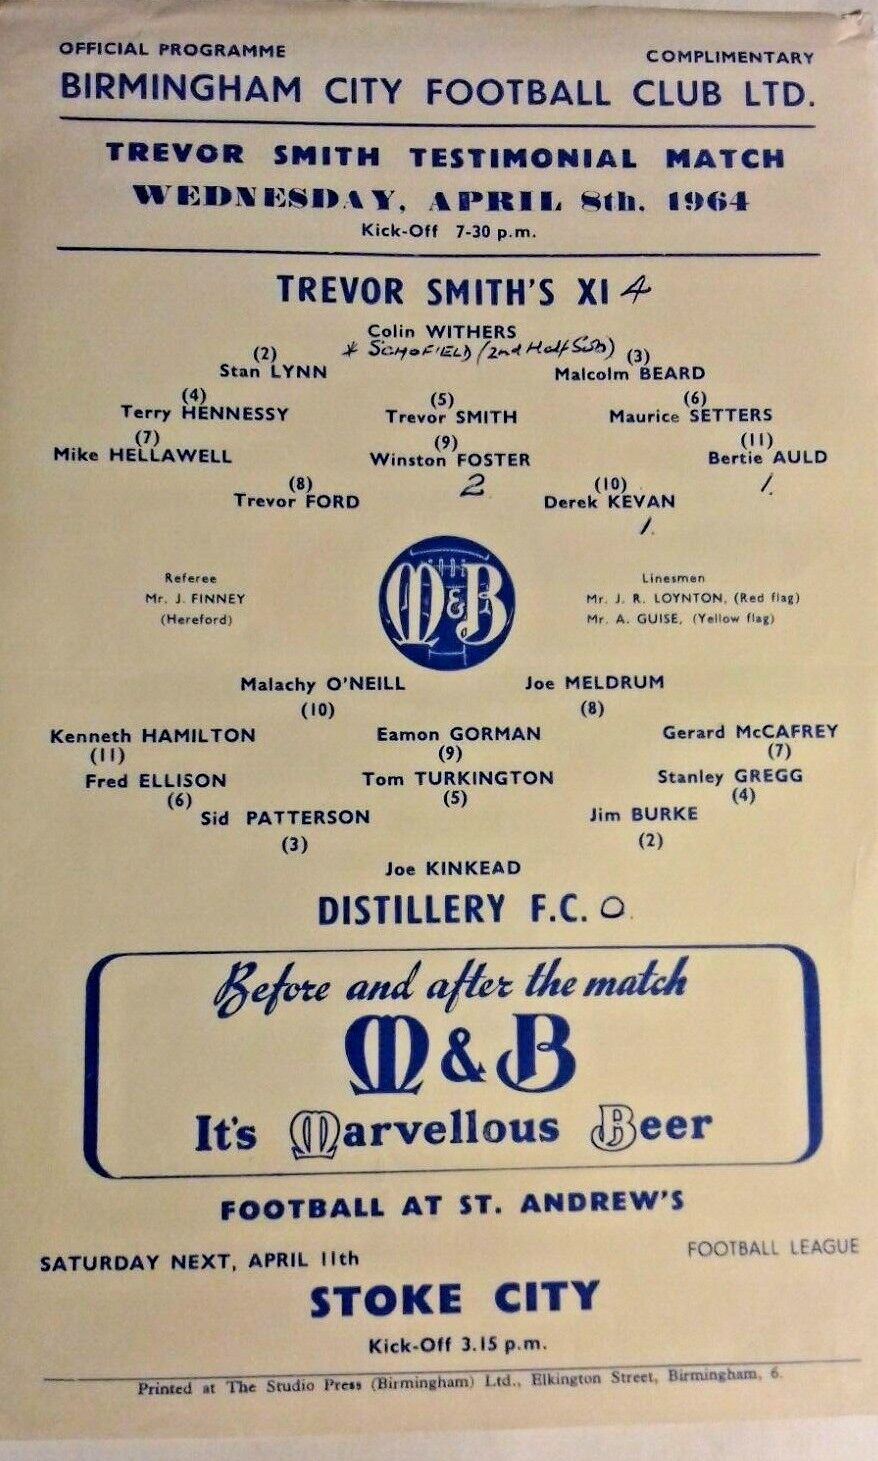 OFFICIAL PROGRAMME COMPLIMENTARY
BIRMINGHAM CITY FOOTBALL CLUB LTD.
TREVOR SMITH TESTIMONIAL MATCH
WEDNESDAY, APRIL 8th. 1964
Kick-Off 7-30 p.m.
TREVOR SMITH'S XI 4
Colin WITHERS
* SCHOFIELD (2nd Half Sub)
(2) (3)
Stan LYNN Malcolm BEARD
(4) (5) (6)
Terry HENNESSY Trevor SMITH Maurice SETTERS
(7) (9) (11)
Mike HELLAWELL Winston FOSTER Bertie AULD
2 1.
(8) (10)
Trevor FORD Derek KEVAN
1.
Referee
Mr. J. FINNEY
(Hereford)
M&B
Linesmen
Mr. J. R. LOYNTON, (Red flag)
Mr. A. GUISE, (Yellow flag)
Malachy O'NEILL Joe MELDRUM
(10) (8)
Kenneth HAMILTON Eamon GORMAN Gerard McCAFREY
(11) (9) (7)
Fred ELLISON Tom TURKINGTON Stanley GREGG
(6) (5) (4)
Sid PATTERSON Jim BURKE
(3) (2)
Joe KINKEAD
DISTILLERY F.C. 0
Before and after the match
M&B
It's Marvellous Beer
FOOTBALL AT ST. ANDREW'S
SATURDAY NEXT, APRIL 11th FOOTBALL LEAGUE
STOKE CITY
Kick-Off 3.15 p.m.
Printed at The Studio Press (Birmingham) Ltd., Elkington Street, Birmingham, 6.